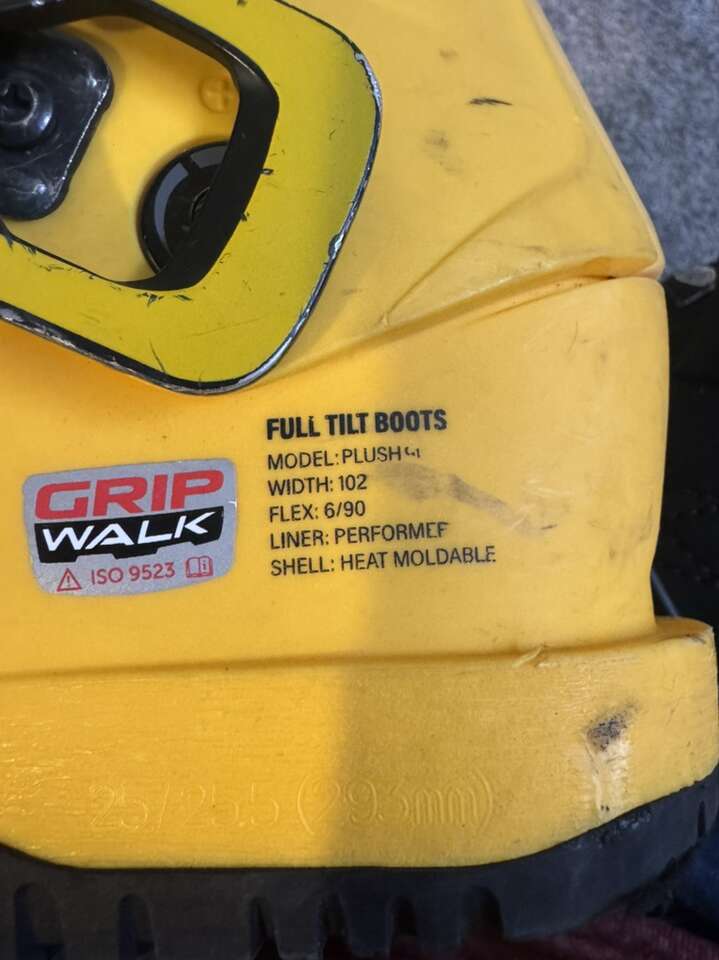 FULL TILT BOOTS
MODEL: PLUSH
WIDTH: 102
FLEX: 6/90
LINER: PERFORMER
SHELL: HEAT MOLDABLE
GRIP
WALK
ISO 9523
25/25.5 (293mm)